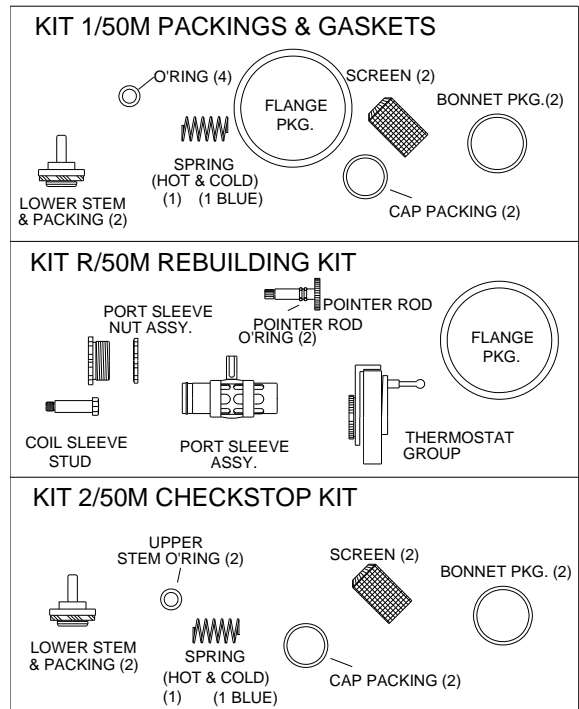 KIT 1/50M PACKINGS & GASKETS
O'RING (4)
SCREEN (2)
FLANGE
PKG.
BONNET PKG.(2)
SPRING
(HOT & COLD)
(1) (1 BLUE)
LOWER STEM
& PACKING (2)
CAP PACKING (2)
KIT R/50M REBUILDING KIT
PORT SLEEVE
NUT ASSY.
POINTER ROD
POINTER ROD
O'RING (2)
FLANGE
PKG.
COIL SLEEVE
STUD
PORT SLEEVE
ASSY.
THERMOSTAT
GROUP
KIT 2/50M CHECKSTOP KIT
UPPER
STEM O'RING (2)
SCREEN (2)
BONNET PKG. (2)
LOWER STEM
& PACKING (2)
SPRING
(HOT & COLD)
(1) (1 BLUE)
CAP PACKING (2)